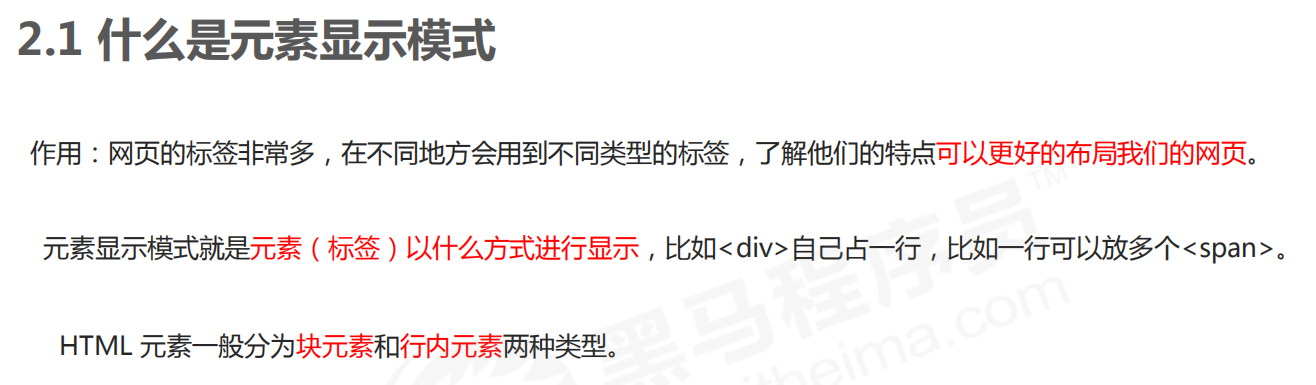 2.1 什么是元素显示模式
作用：网页的标签非常多，在不同地方会用到不同类型的标签，了解他们的特点可以更好的布局我们的网页。
元素显示模式就是元素（标签）以什么方式进行显示，比如<div>自己占一行，比如一行可以放多个<span>。
HTML 元素一般分为块元素和行内元素两种类型。
黑马程序员™
itheima.com